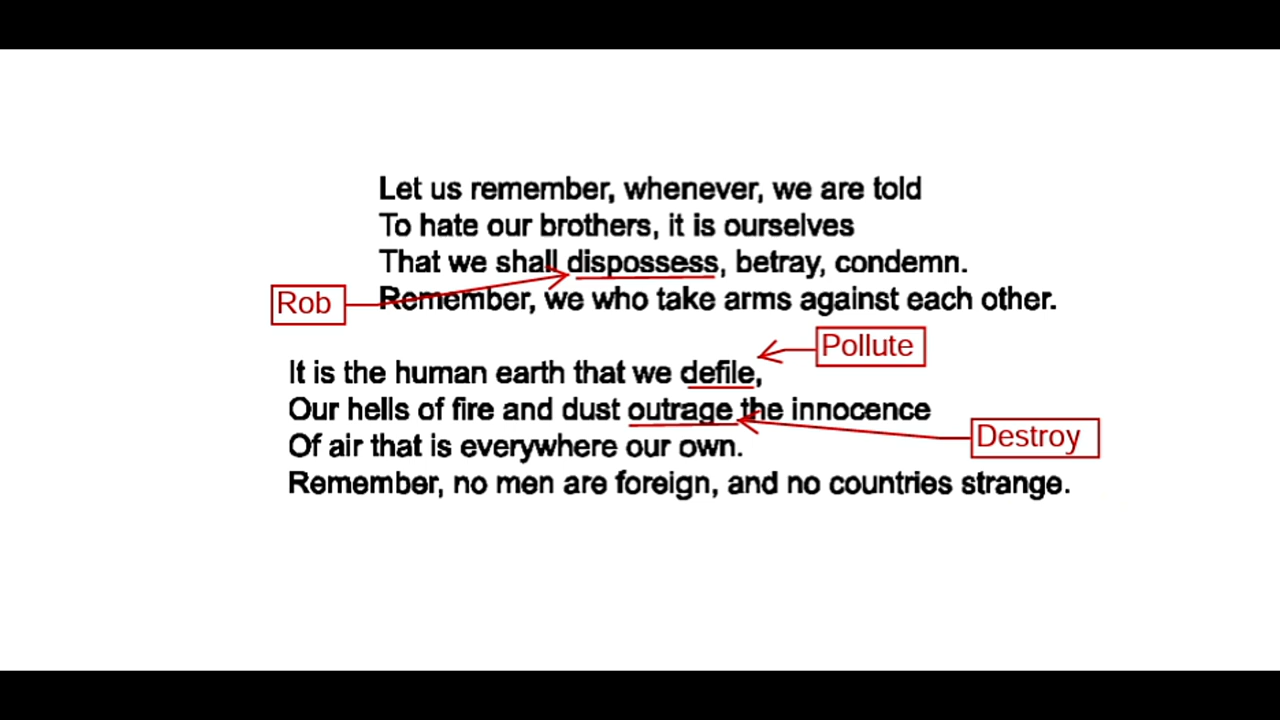 Let us remember, whenever, we are told
To hate our brothers, it is ourselves
That we shall dispossess, betray, condemn.
Rob
Remember, we who take arms against each other.
Pollute
It is the human earth that we defile,
Our hells of fire and dust outrage the innocence
Destroy
Of air that is everywhere our own.
Remember, no men are foreign, and no countries strange.